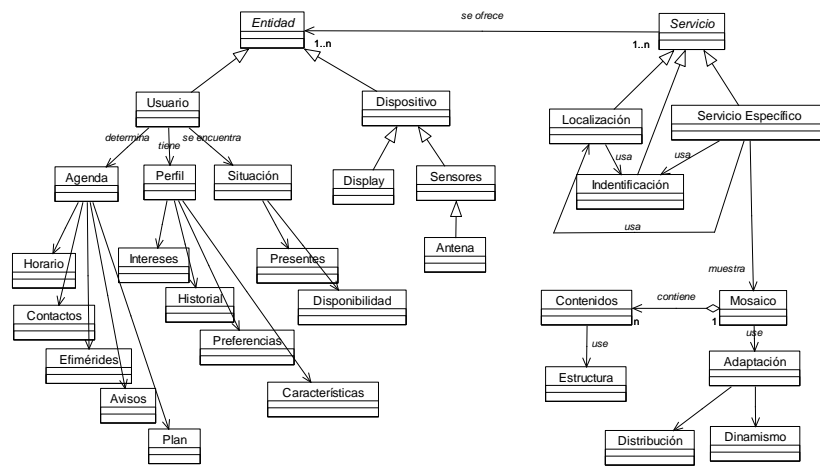 Entidad
se ofrece
Servicio
1..n
1..n
Usuario
Dispositivo
Localización
Servicio Específico
determina
tiene
se encuentra
usa
usa
Agenda
Perfil
Situación
Display
Sensores
Indentificación
usa
Horario
Intereses
Presentes
Antena
muestra
Contactos
Historial
Disponibilidad
Contenidos
contiene
Mosaico
n
1
Efimérides
Preferencias
use
use
Avisos
Características
Estructura
Adaptación
Plan
Distribución
Dinamismo